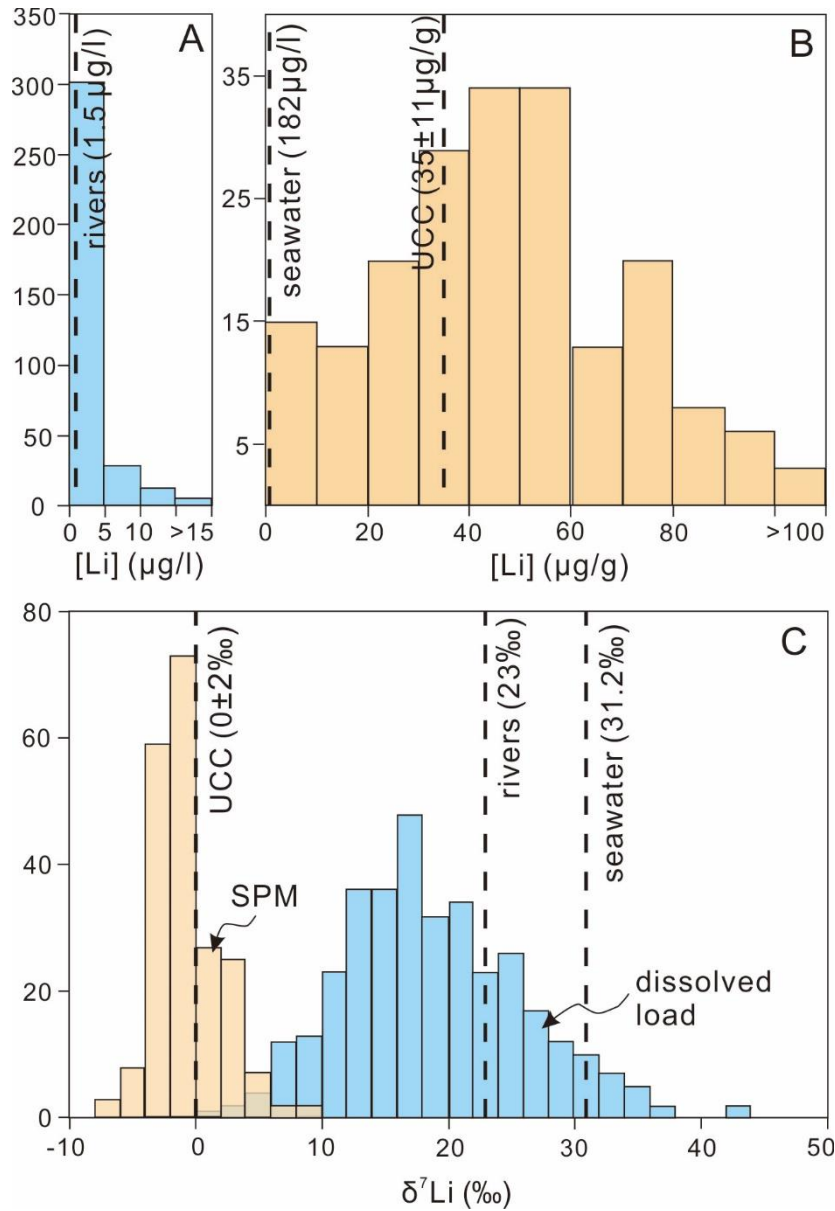 A
350
300
250
200
150
100
50
0
rivers (1.5 µg/l)
0 5 10 >15
[Li] (µg/l)
B
35
25
15
5
seawater (182µg/l)
UCC (35±11µg/g)
0 20 40 60 80 >100
[Li] (µg/g)
C
80
60
40
20
0
UCC (0±2‰)
rivers (23‰)
seawater (31.2‰)
SPM
dissolved
load
-10 0 10 20 30 40 50
δ⁷Li (‰)